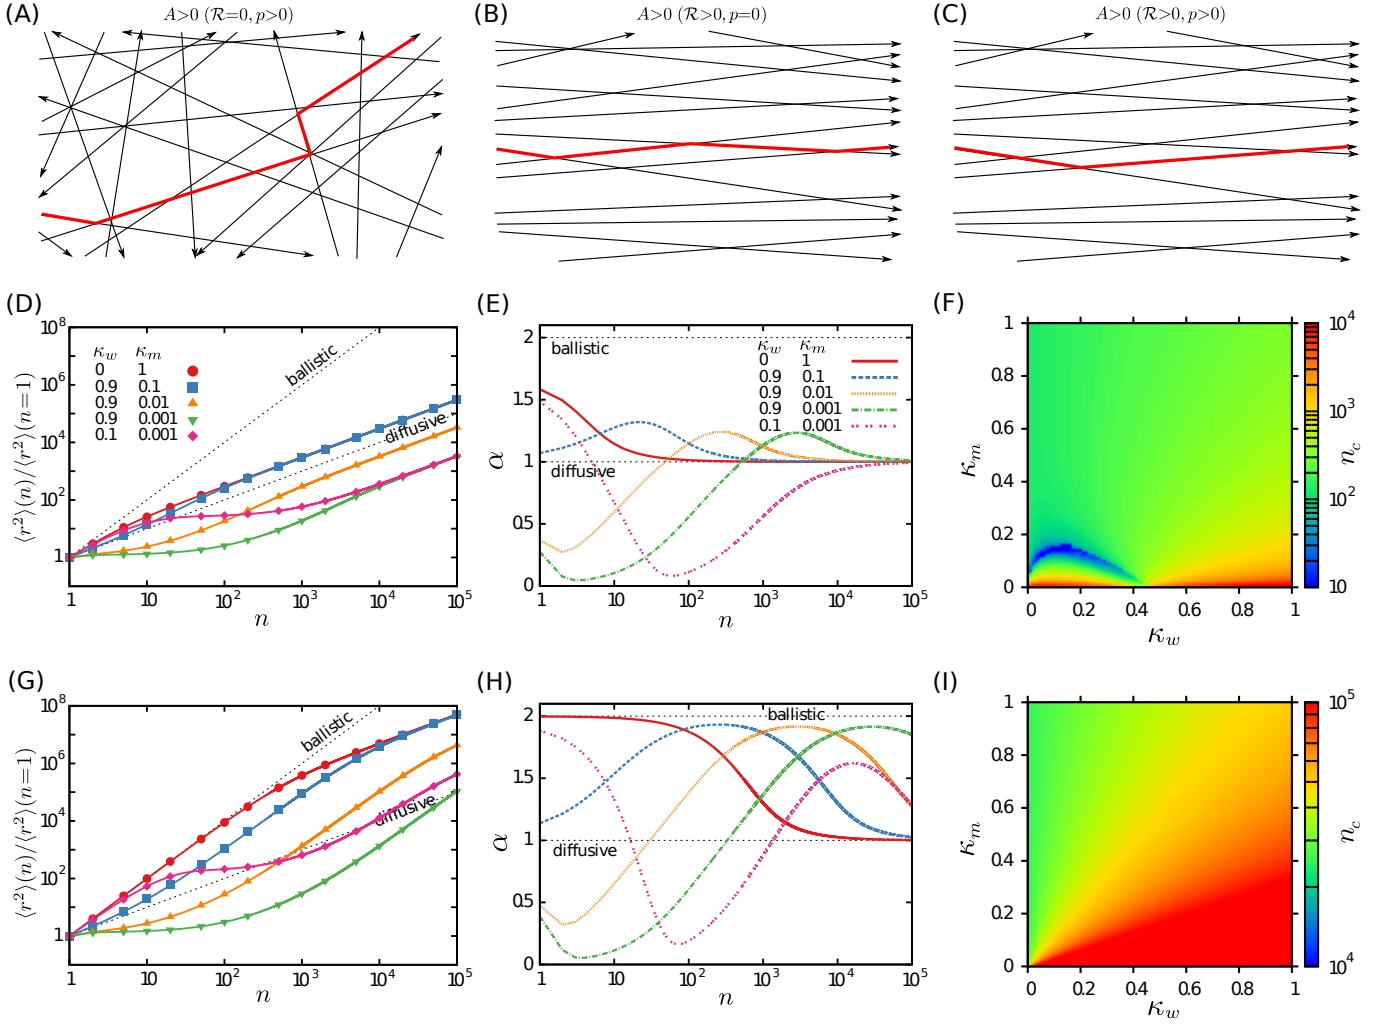 (A) A>0 (R=0, p>0)
(B) A>0 (R>0, p=0)
(C) A>0 (R>0, p>0)
(D)
⟨r²⟩(n)/⟨r²⟩(n=1)
10⁸
10⁶
10⁴
10²
1
κw κm
0 1
0.9 0.1
0.9 0.01
0.9 0.001
0.1 0.001
ballistic
diffusive
1 10 10² 10³ 10⁴ 10⁵
n
(E)
α
2
1.5
1
0.5
0
ballistic
diffusive
κw κm
0 1
0.9 0.1
0.9 0.01
0.9 0.001
0.1 0.001
1 10 10² 10³ 10⁴ 10⁵
n
(F)
κm
1
0.8
0.6
0.4
0.2
0
0 0.2 0.4 0.6 0.8 1
κw
10⁴
10³
10²
10
nc
(G)
⟨r²⟩(n)/⟨r²⟩(n=1)
10⁸
10⁶
10⁴
10²
1
ballistic
diffusive
1 10 10² 10³ 10⁴ 10⁵
n
(H)
α
2
1.5
1
0.5
0
ballistic
diffusive
1 10 10² 10³ 10⁴ 10⁵
n
(I)
κm
1
0.8
0.6
0.4
0.2
0
0 0.2 0.4 0.6 0.8 1
κw
10⁵
10⁴
nc